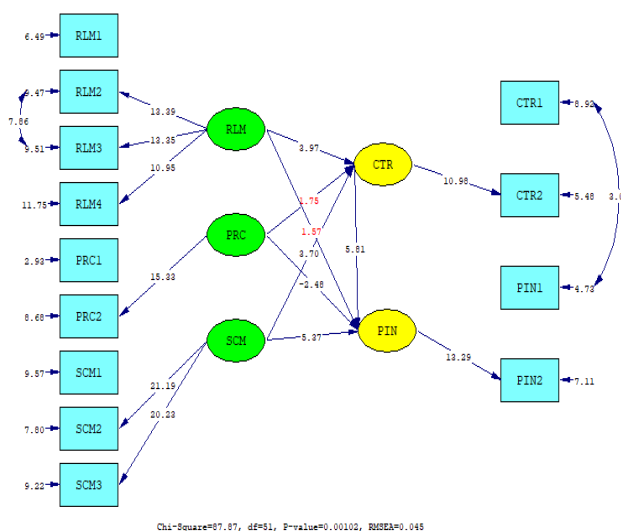 6.49 RLM1
9.47 RLM2
7.86
9.51 RLM3
11.75 RLM4
PRC1
8.68 PRC2
9.57 SCM1
7.80 SCM2
9.22 SCM3
13.39
13.35
10.95
15.33
21.19
20.23
RLM
PRC
SCM
3.97
1.75
1.57
3.70
-2.48
5.37
5.81
CTR
PIN
10.98
13.29
CTR1 8.92
CTR2 5.48
PIN1 4.73
PIN2 7.11
Chi-Square=87.87, df=51, P-value=0.00102, RMSEA=0.045